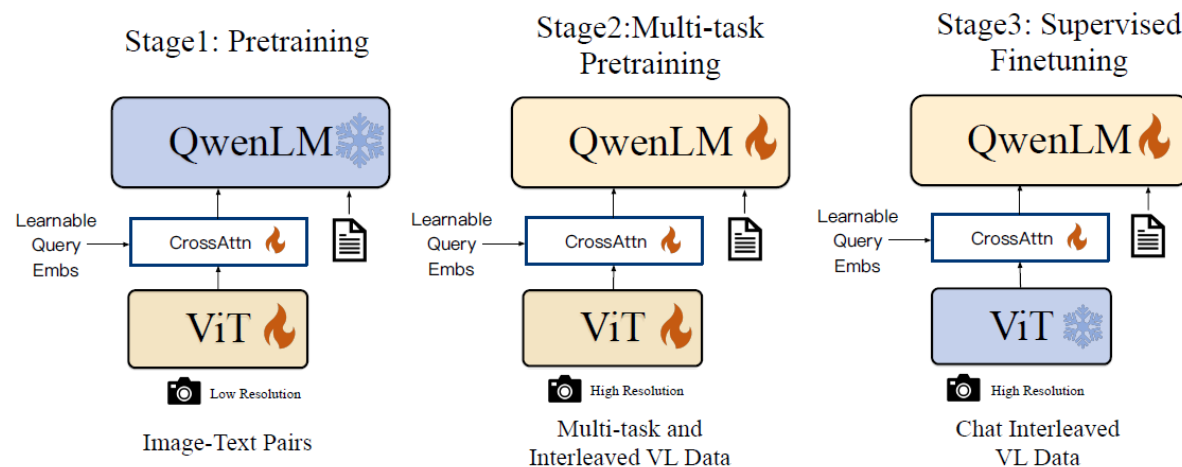 Stage1: Pretraining
QwenLM
Learnable
Query
Embs
CrossAttn
ViT
Low Resolution
Image-Text Pairs
Stage2:Multi-task
Pretraining
QwenLM
Learnable
Query
Embs
CrossAttn
ViT
High Resolution
Multi-task and
Interleaved VL Data
Stage3: Supervised
Finetuning
QwenLM
Learnable
Query
Embs
CrossAttn
ViT
High Resolution
Chat Interleaved
VL Data